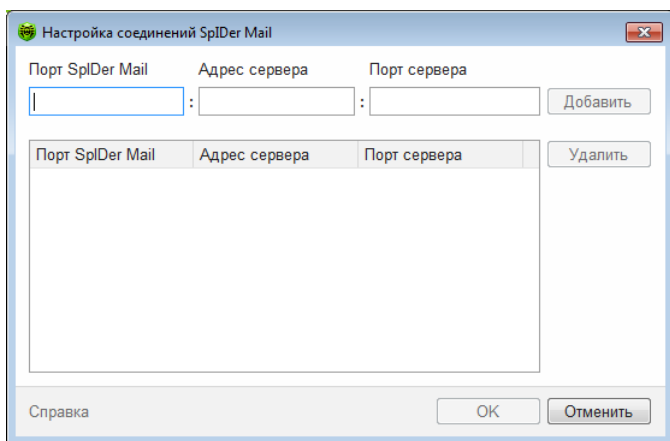 Настройка соединений SpIDer Mail
Порт SpIDer Mail Адрес сервера Порт сервера
: : Добавить
Порт SpIDer Mail Адрес сервера Порт сервера Удалить
Справка OK Отменить